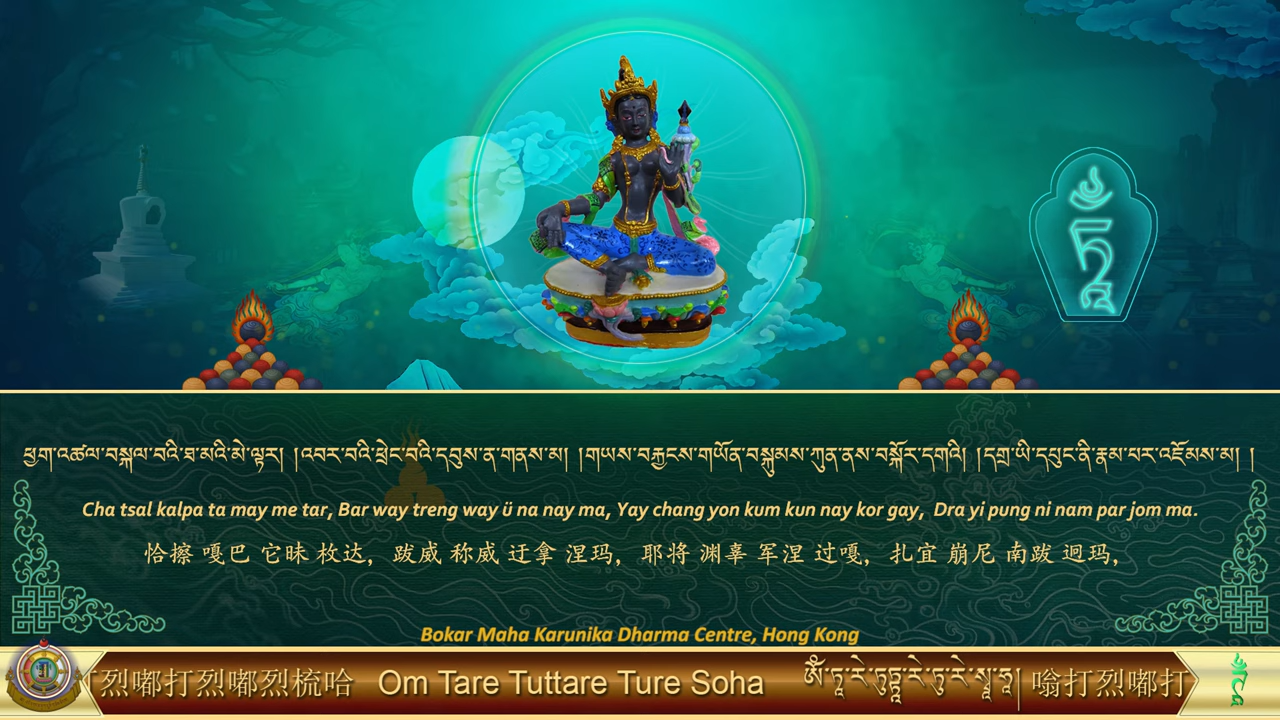 ཕྱག་འཚལ་བསྐལ་བའི་ཐ་མའི་མེ་ལྟར། །འབར་བའི་ཕྲེང་བའི་དབུས་ན་གནས་མ། །གཡས་བརྐྱངས་གཡོན་བསྐུམས་ཀུན་ནས་བསྐོར་དགའི། །དགྲ་ཡི་དཔུང་ནི་རྣམ་པར་འཇོམས་མ། །
Cha tsal kalpa ta may me tar, Bar way treng way ü na nay ma, Yay chang yon kum kun nay kor gay, Dra yi pung ni nam par jom ma.
恰擦 嘎巴 它昧 枚达，跋威 称威 迂拿 涅玛，耶将 渊辜 军涅 过嘎，扎宜 崩尼 南跋 迥玛，
Bokar Maha Karunika Dharma Centre, Hong Kong
烈嘟打烈嘟烈梳哈 Om Tare Tuttare Ture Soha ཨོཾ་ཏཱ་རེ་ཏུཏྟཱ་རེ་ཏུ་རེ་སྭཱ་ཧཱ། 嗡打烈嘟打